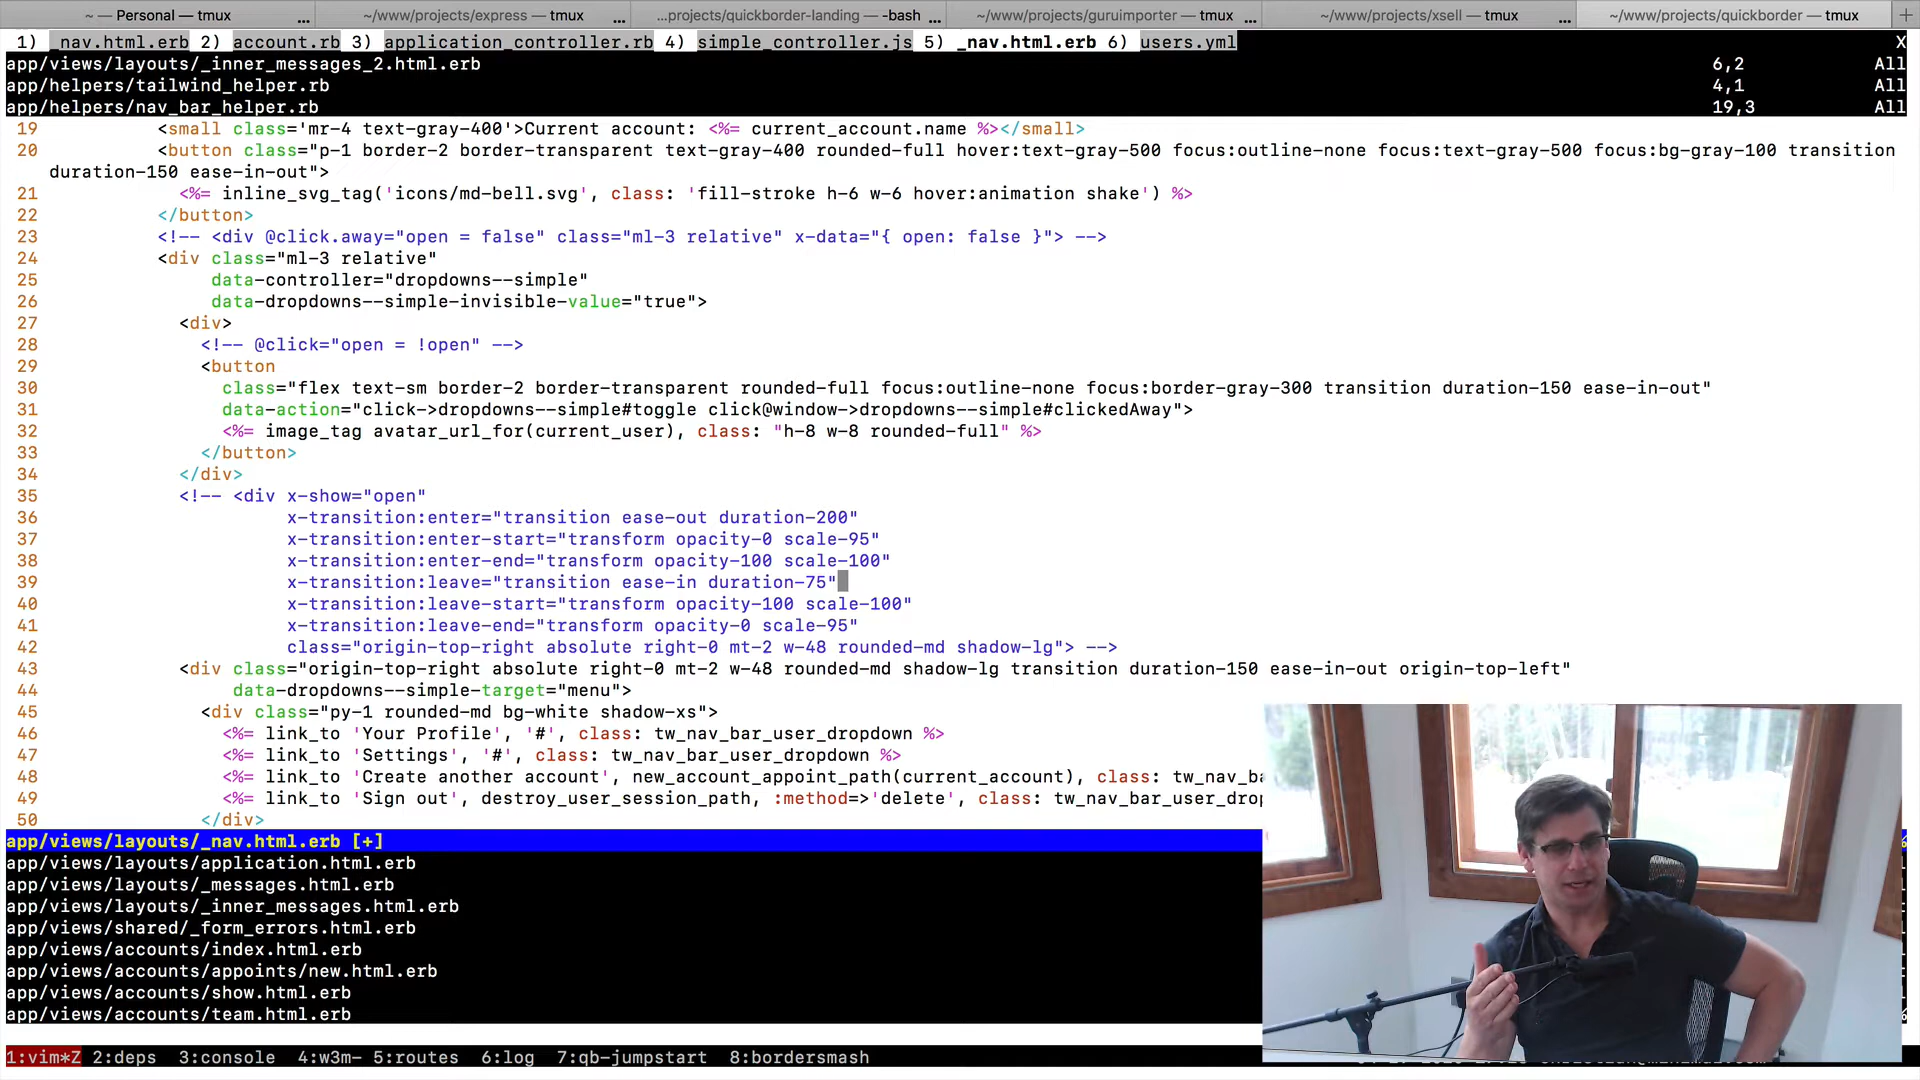 ~ — Personal — tmux ... ~/www/projects/express — tmux ... ...projects/quickborder-landing — -bash ... ~/www/projects/guruimporter — tmux ... ~/www/projects/xsell — tmux ... ~/www/projects/quickborder — tmux +
1) _nav.html.erb 2) account.rb 3) application_controller.rb 4) simple_controller.js 5) _nav.html.erb 6) users.yml X
app/views/layouts/_inner_messages_2.html.erb 6,2 All
app/helpers/tailwind_helper.rb 4,1 All
app/helpers/nav_bar_helper.rb 19,3 All
19 <small class='mr-4 text-gray-400'>Current account: <%= current_account.name %></small>
20 <button class="p-1 border-2 border-transparent text-gray-400 rounded-full hover:text-gray-500 focus:outline-none focus:text-gray-500 focus:bg-gray-100 transition
duration-150 ease-in-out">
21 <%= inline_svg_tag('icons/md-bell.svg', class: 'fill-stroke h-6 w-6 hover:animation shake') %>
22 </button>
23 <!-- <div @click.away="open = false" class="ml-3 relative" x-data="{ open: false }"> -->
24 <div class="ml-3 relative"
25 data-controller="dropdowns--simple"
26 data-dropdowns--simple-invisible-value="true">
27 <div>
28 <!-- @click="open = !open" -->
29 <button
30 class="flex text-sm border-2 border-transparent rounded-full focus:outline-none focus:border-gray-300 transition duration-150 ease-in-out"
31 data-action="click->dropdowns--simple#toggle click@window->dropdowns--simple#clickedAway">
32 <%= image_tag avatar_url_for(current_user), class: "h-8 w-8 rounded-full" %>
33 </button>
34 </div>
35 <!-- <div x-show="open"
36 x-transition:enter="transition ease-out duration-200"
37 x-transition:enter-start="transform opacity-0 scale-95"
38 x-transition:enter-end="transform opacity-100 scale-100"
39 x-transition:leave="transition ease-in duration-75"
40 x-transition:leave-start="transform opacity-100 scale-100"
41 x-transition:leave-end="transform opacity-0 scale-95"
42 class="origin-top-right absolute right-0 mt-2 w-48 rounded-md shadow-lg"> -->
43 <div class="origin-top-right absolute right-0 mt-2 w-48 rounded-md shadow-lg transition duration-150 ease-in-out origin-top-left"
44 data-dropdowns--simple-target="menu">
45 <div class="py-1 rounded-md bg-white shadow-xs">
46 <%= link_to 'Your Profile', '#', class: tw_nav_bar_user_dropdown %>
47 <%= link_to 'Settings', '#', class: tw_nav_bar_user_dropdown %>
48 <%= link_to 'Create another account', new_account_appoint_path(current_account), class: tw_nav_ba
49 <%= link_to 'Sign out', destroy_user_session_path, :method=>'delete', class: tw_nav_bar_user_drop
50 </div>
app/views/layouts/_nav.html.erb [+]
app/views/layouts/application.html.erb
app/views/layouts/_messages.html.erb
app/views/layouts/_inner_messages.html.erb
app/views/shared/_form_errors.html.erb
app/views/accounts/index.html.erb
app/views/accounts/appoints/new.html.erb
app/views/accounts/show.html.erb
app/views/accounts/team.html.erb
1:vim*Z 2:deps 3:console 4:w3m- 5:routes 6:log 7:qb-jumpstart 8:bordersmash